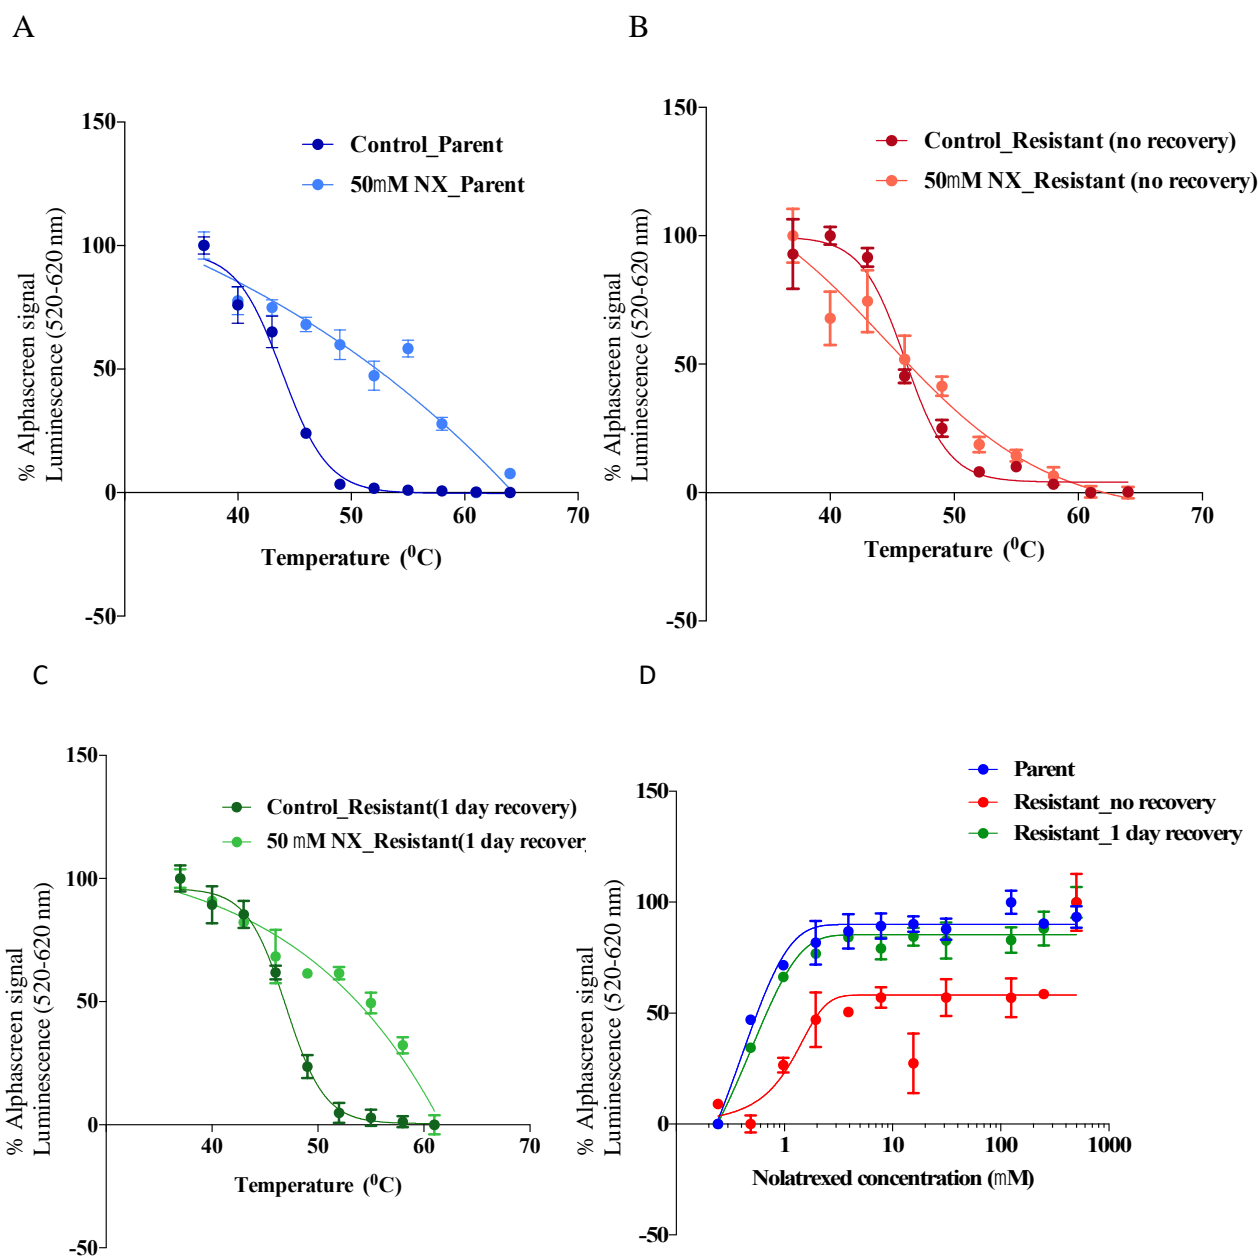 A
150
100
50
0
-50
40
50
60
70
Control_Parent
50mM NX_Parent
% Alphascreen signal
Luminescence (520-620 nm)
Temperature (⁰C)
B
150
100
50
0
-50
40
50
60
70
Control_Resistant (no recovery)
50mM NX_Resistant (no recovery)
% Alphascreen signal
Luminescence (520-620 nm)
Temperature (⁰C)
C
150
100
50
0
-50
40
50
60
70
Control_Resistant(1 day recovery)
50 mM NX_Resistant(1 day recover
% Alphascreen signal
Luminescence (520-620 nm)
Temperature (⁰C)
D
150
100
50
0
-50
1
10
100
1000
Parent
Resistant_no recovery
Resistant_1 day recovery
% Alphascreen signal
Luminescence (520-620 nm)
Nolatrexed concentration (mM)